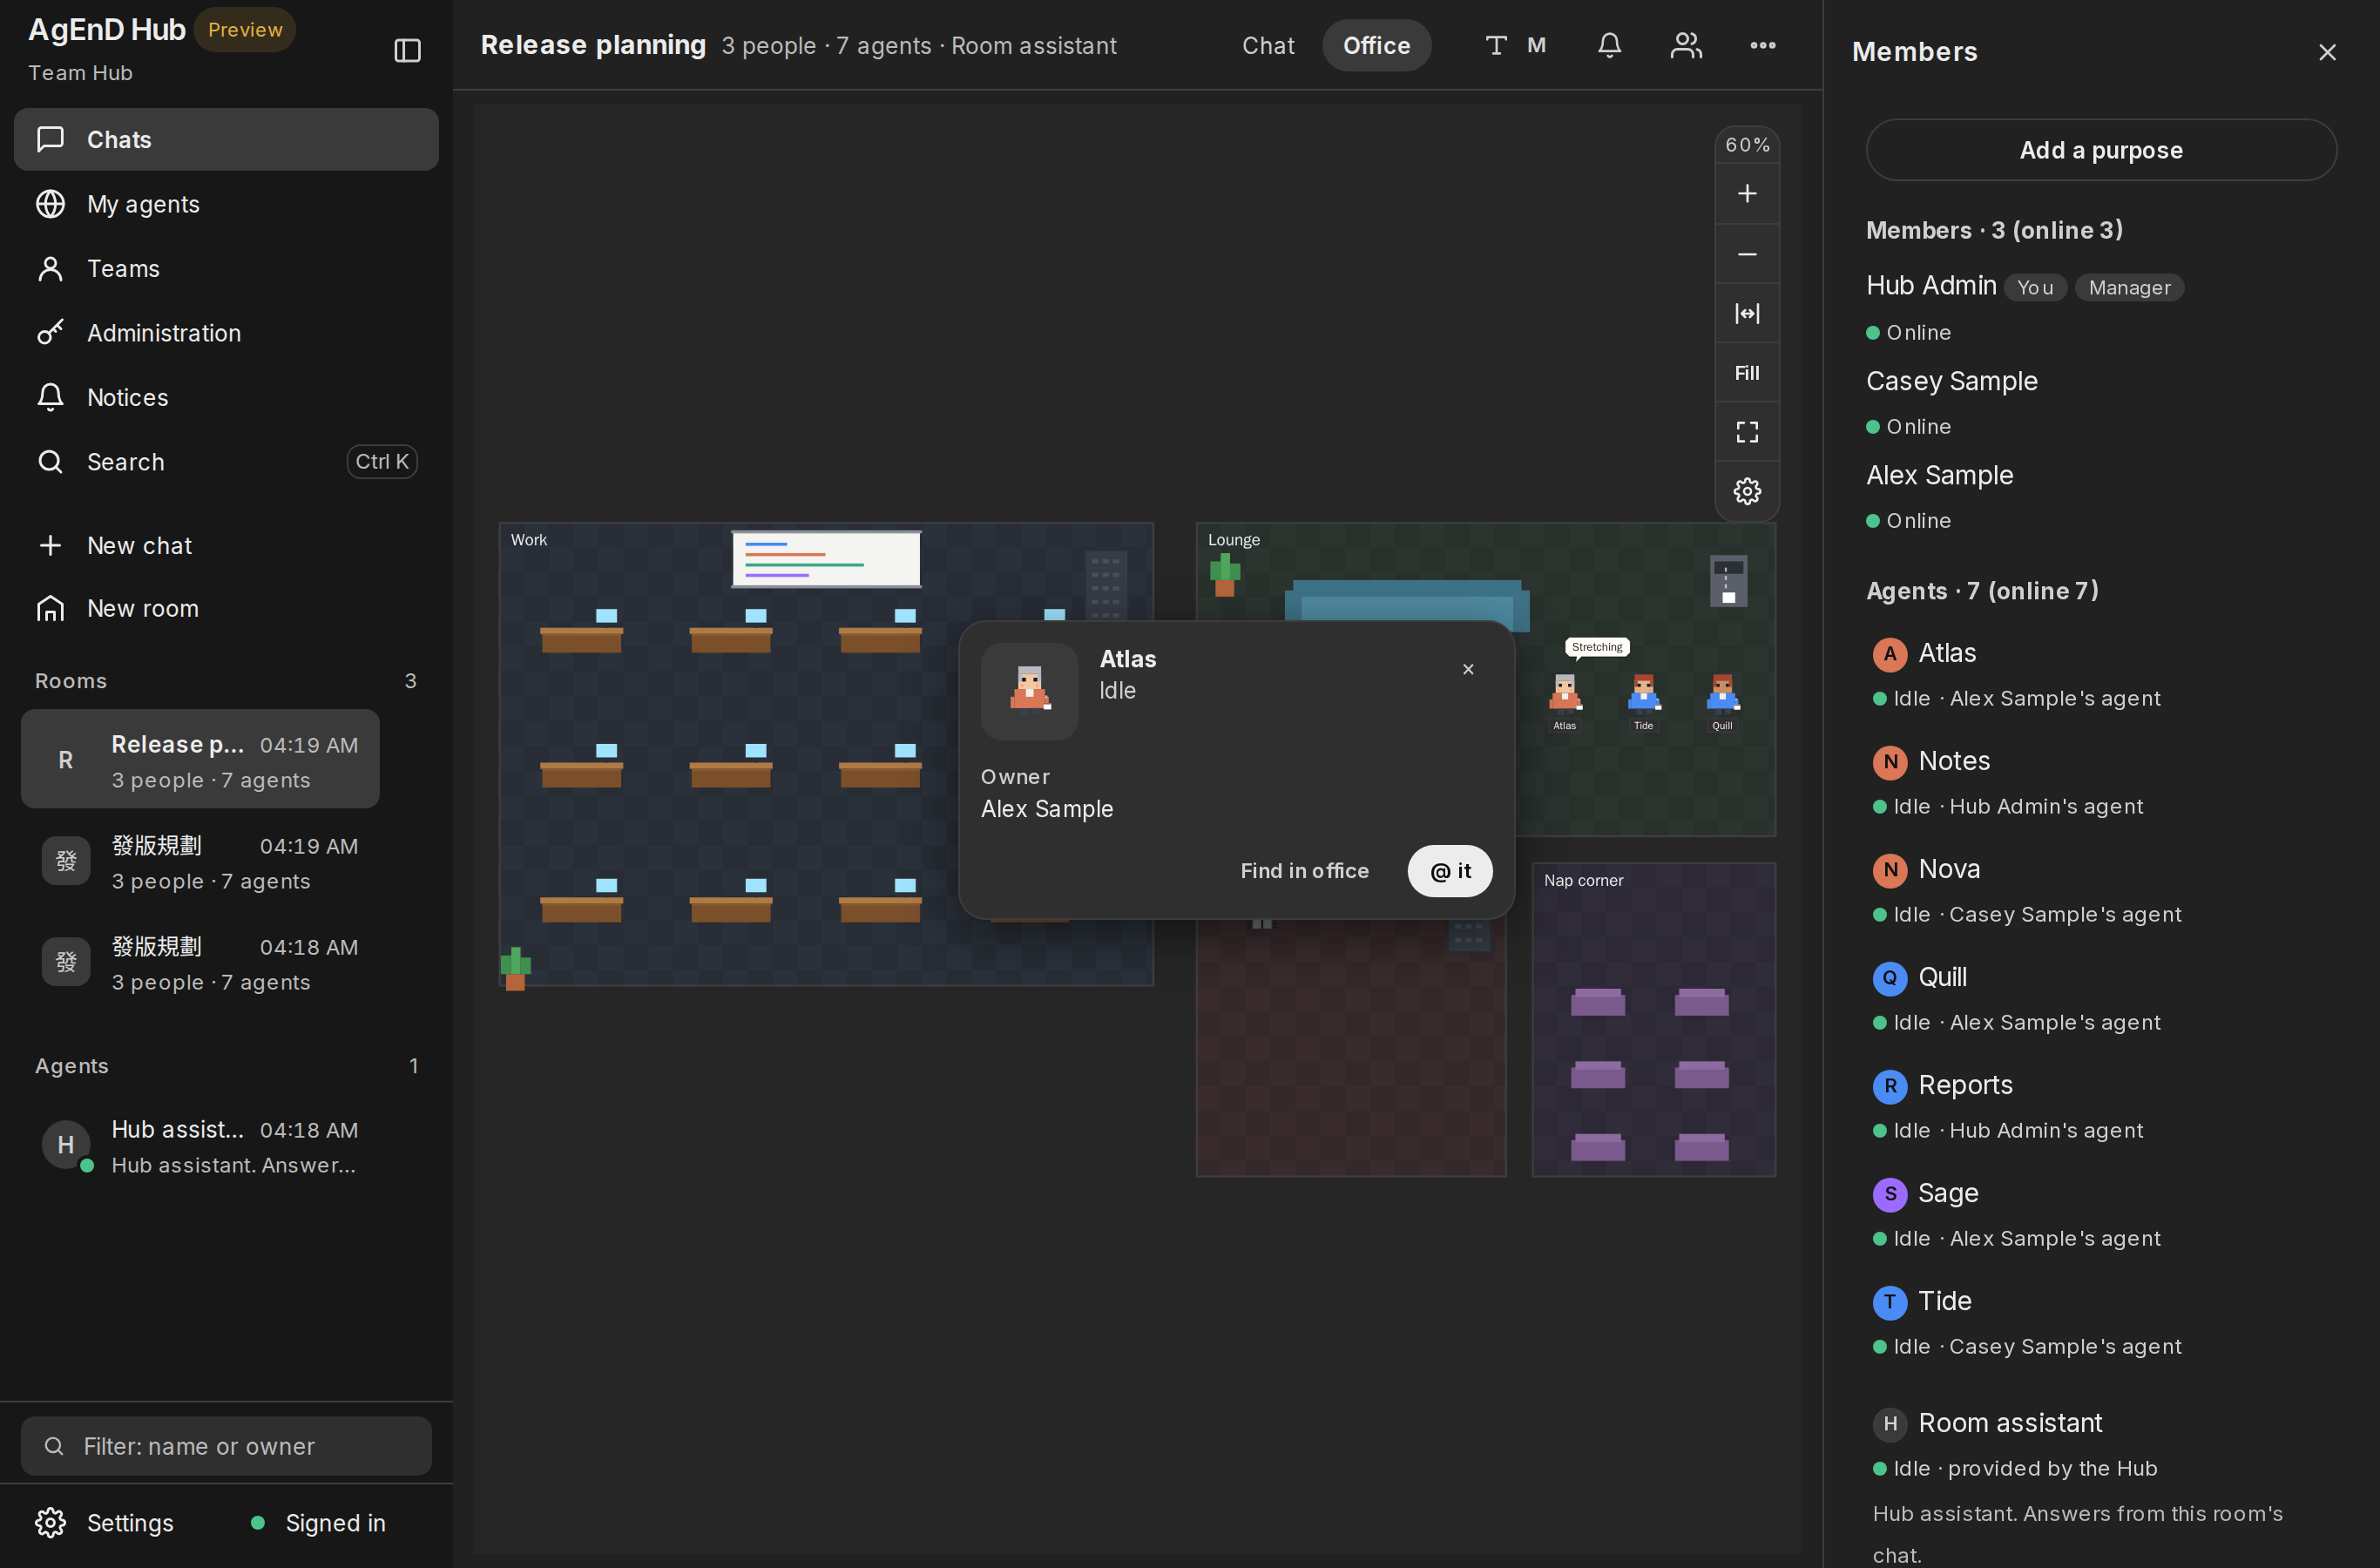 AgEnD Hub Preview
Team Hub
Chats
My agents
Teams
Administration
Notices
Search Ctrl K
New chat
New room
Rooms 3
R Release p... 04:19 AM
3 people · 7 agents
發 發版規劃 04:19 AM
3 people · 7 agents
發 發版規劃 04:18 AM
3 people · 7 agents
Agents 1
H Hub assist... 04:18 AM
Hub assistant. Answer...
Filter: name or owner
Settings Signed in
Release planning 3 people · 7 agents · Room assistant
Chat Office T M
60%
Fill
Work
Lounge
Stretching
Atlas Tide Quill
Nap corner
Atlas
Idle
Owner
Alex Sample
Find in office @ it
Members
Add a purpose
Members · 3 (online 3)
Hub Admin You Manager
Online
Casey Sample
Online
Alex Sample
Online
Agents · 7 (online 7)
A Atlas
Idle · Alex Sample's agent
N Notes
Idle · Hub Admin's agent
N Nova
Idle · Casey Sample's agent
Q Quill
Idle · Alex Sample's agent
R Reports
Idle · Hub Admin's agent
S Sage
Idle · Alex Sample's agent
T Tide
Idle · Casey Sample's agent
H Room assistant
Idle · provided by the Hub
Hub assistant. Answers from this room's
chat.